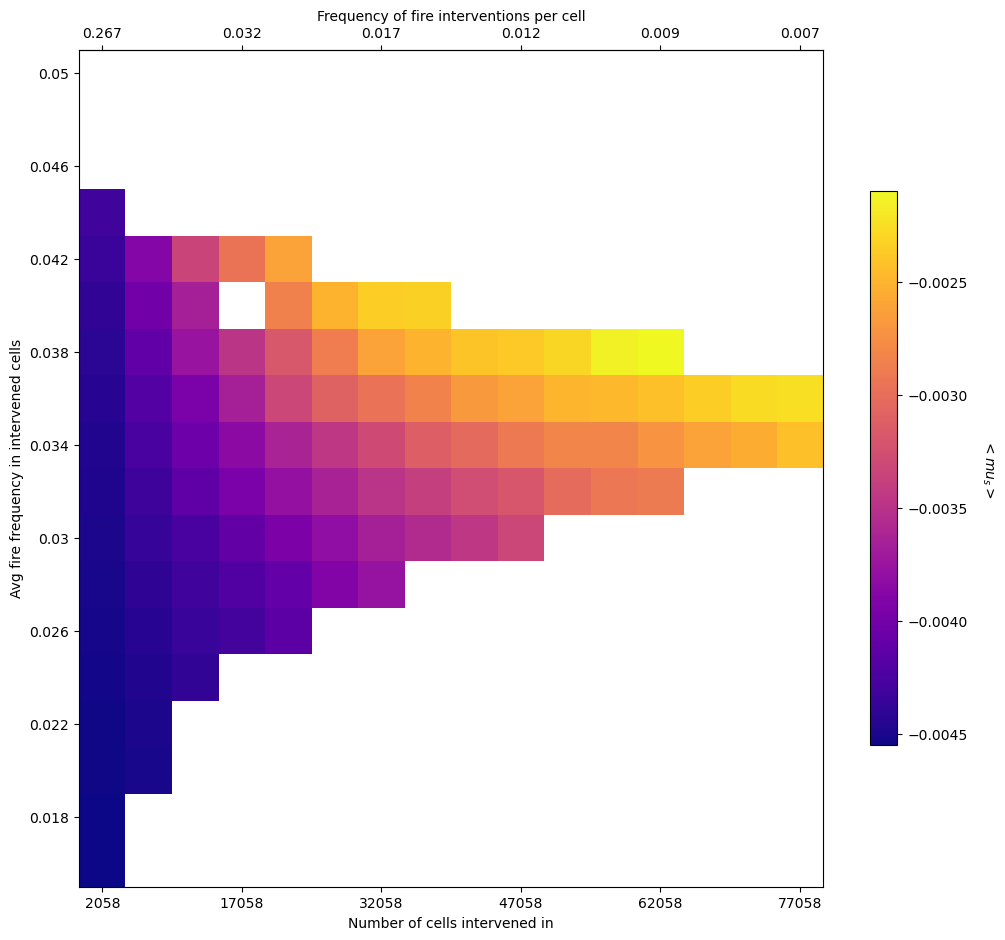 Frequency of fire interventions per cell
0.267 0.032 0.017 0.012 0.009 0.007
Avg fire frequency in intervened cells
0.05
0.046
0.042
0.038
0.034
0.03
0.026
0.022
0.018
2058 17058 32058 47058 62058 77058
Number of cells intervened in
−0.0025
−0.0030
−0.0035
−0.0040
−0.0045
< mu_s >